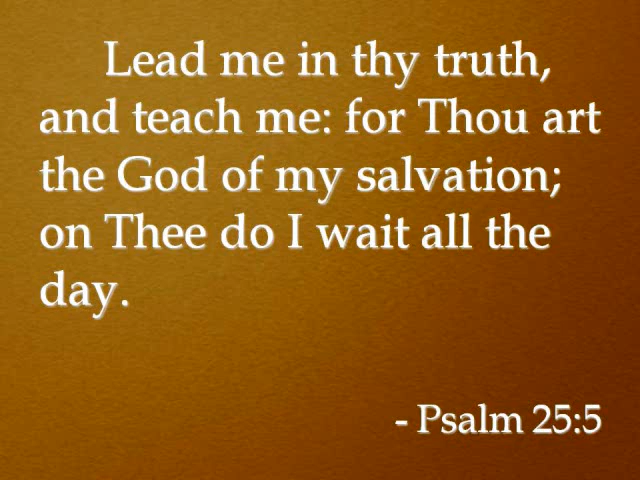 Lead me in thy truth,
and teach me: for Thou art
the God of my salvation;
on Thee do I wait all the
day.
- Psalm 25:5